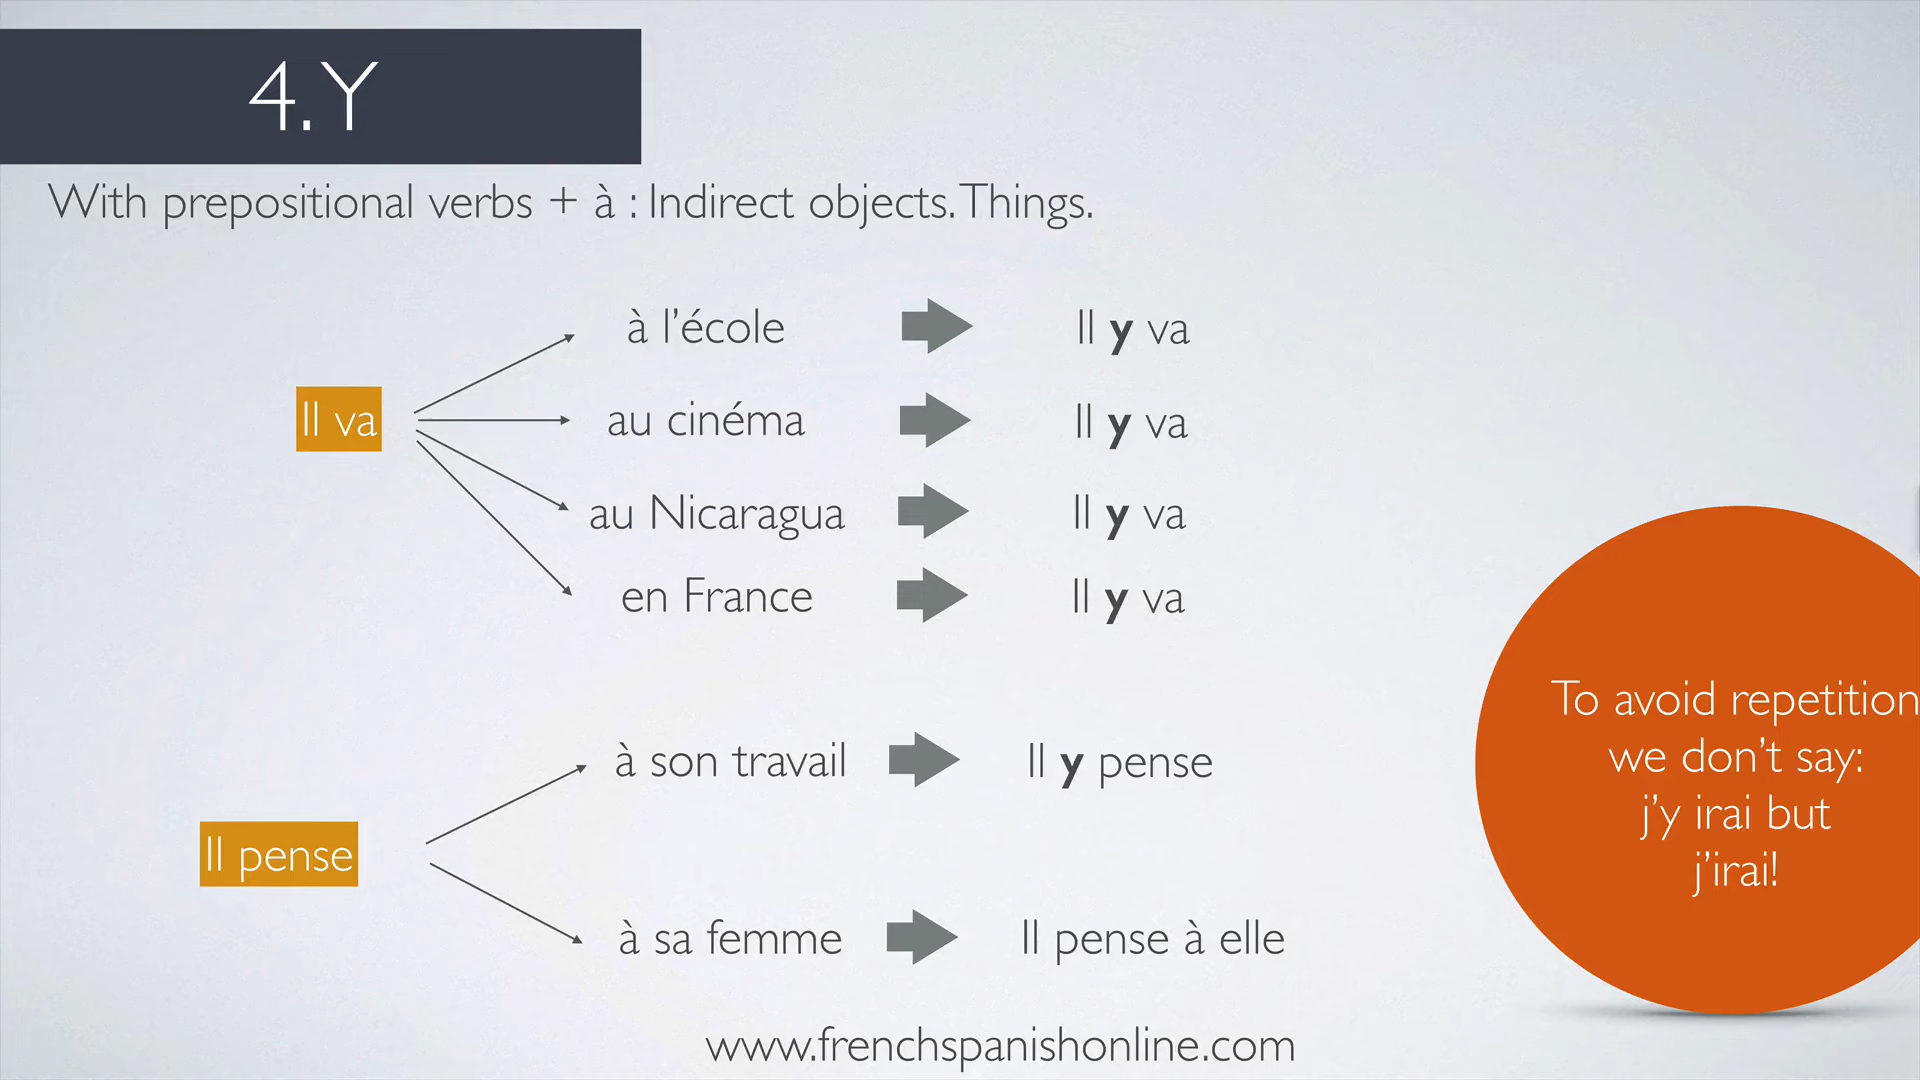 4.Y
With prepositional verbs + à : Indirect objects. Things.
à l'école Il y va
Il va au cinéma Il y va
au Nicaragua Il y va
en France Il y va
à son travail Il y pense
Il pense
à sa femme Il pense à elle
To avoid repetition
we don't say:
j'y irai but
j'irai!
www.frenchspanishonline.com